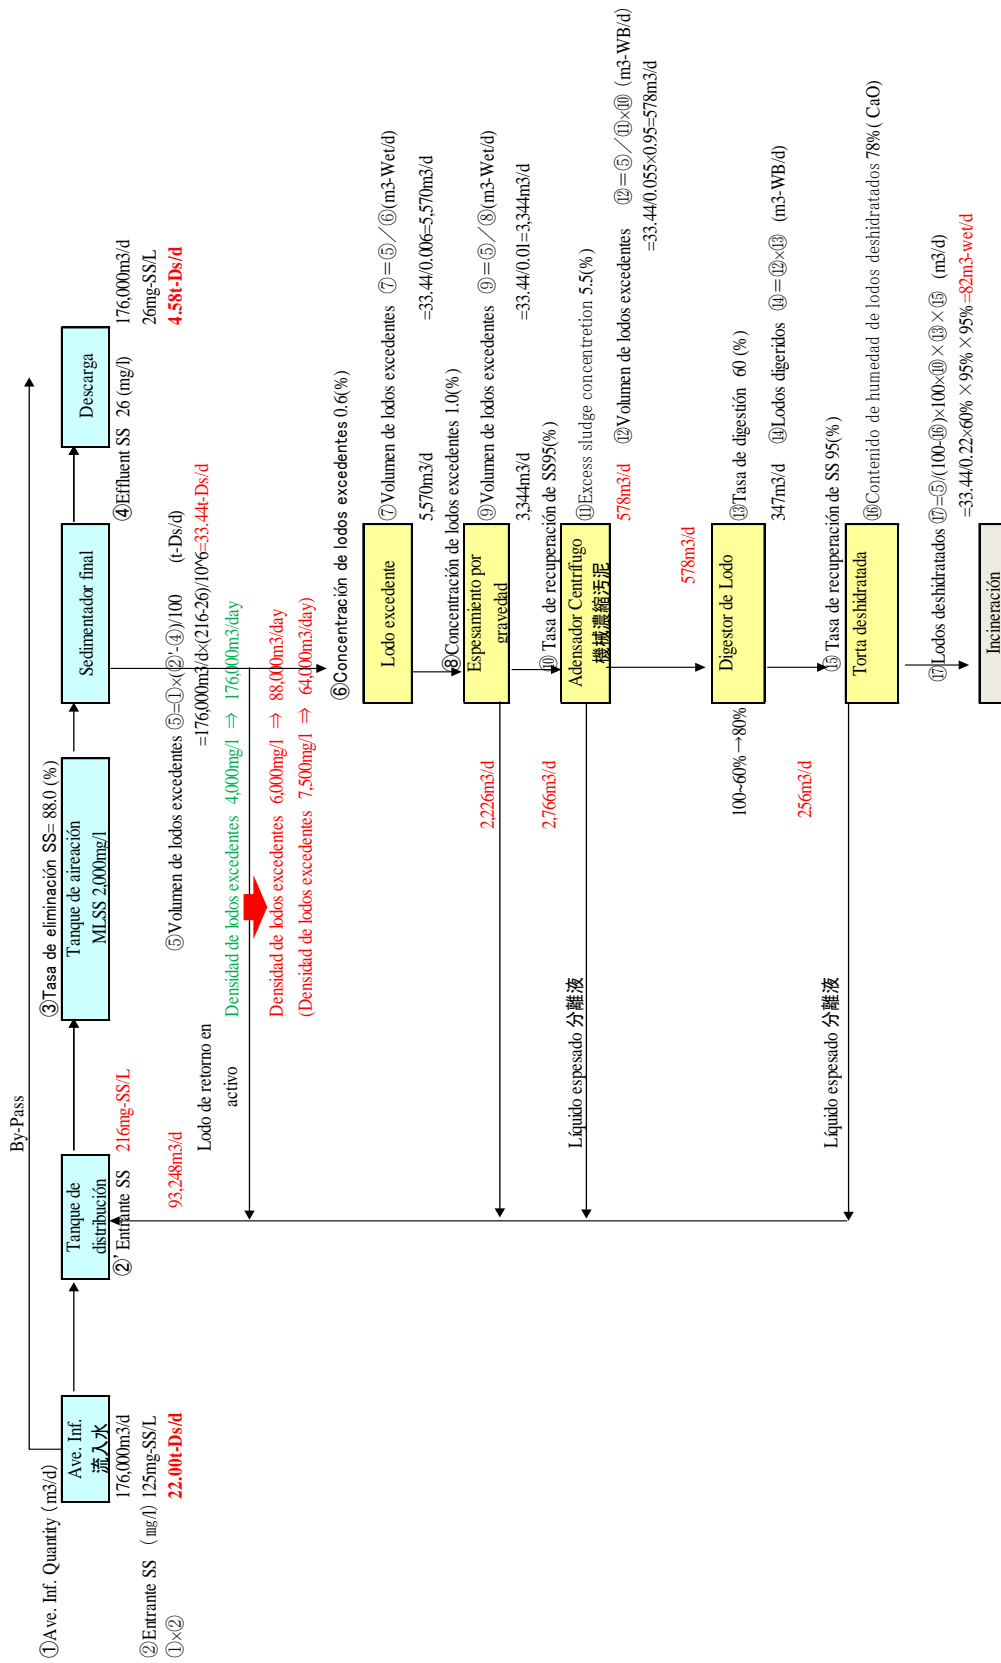 By-Pass
①Ave. Inf. Quantity (m3/d)
Ave. Inf.
流入水
176,000m3/d
②Entrante SS (mg/l) 125mg-SS/L
①×②
22.00t-Ds/d
Tanque de
distribución
②' Entrante SS
216mg-SS/L
93,248m3/d
③Tasa de eliminación SS= 88.0 (%)
Tanque de aireación
MLSS 2,000mg/l
Sedimentador final
④Effluent SS 26 (mg/l)
Descarga
176,000m3/d
26mg-SS/L
4.58t-Ds/d
⑤Volumen de lodos excedentes ⑤=①×(②'-④)/100 (t-Ds/d)
=176,000m3/d×(216-26)/10^6=33.44t-Ds/d
Lodo de retorno en
activo
Densidad de lodos excedentes 4,000mg/l ⇒ 176,000m3/day
Densidad de lodos excedentes 6,000mg/l ⇒ 88,000m3/day
(Densidad de lodos excedentes 7,500mg/l ⇒ 64,000m3/day)
⑥Concentración de lodos excedentes 0.6(%)
Lodo excedente
⑦Volumen de lodos excedentes ⑦=⑤／⑥(m3-Wet/d)
5,570m3/d
=33.44/0.006=5,570m3/d
⑧Concentración de lodos excedentes 1.0(%)
Espesamiento por
gravedad
⑨Volumen de lodos excedentes ⑨=⑤／⑧(m3-Wet/d)
3,344m3/d
=33.44/0.01=3,344m3/d
2,226m3/d
⑩ Tasa de recuperación de SS95(%)
Adensador Centrífugo
機械濃縮汚泥
⑪Excess sludge concentretion 5.5(%)
2,766m3/d
578m3/d
⑫Volumen de lodos excedentes ⑫=⑤／⑪×⑩ (m3-WB/d)
=33.44/0.055×0.95=578m3/d
Líquido espesado 分離液
578m3/d
Digestor de Lodo
100~60%→80%
⑬Tasa de digestión 60 (%)
347m3/d
⑭Lodos digeridos ⑭=⑫×⑬ (m3-WB/d)
256m3/d
⑮ Tasa de recuperación de SS 95(%)
Torta deshidratada
⑯Contenido de humedad de lodos deshidratados 78%( CaO)
Líquido espesado 分離液
⑰Lodos deshidratados ⑰=⑤/(100-⑯)×100×⑩×⑬×⑮ (m3/d)
=33.44/0.22×60%×95%×95%=82m3-wet/d
Incineración